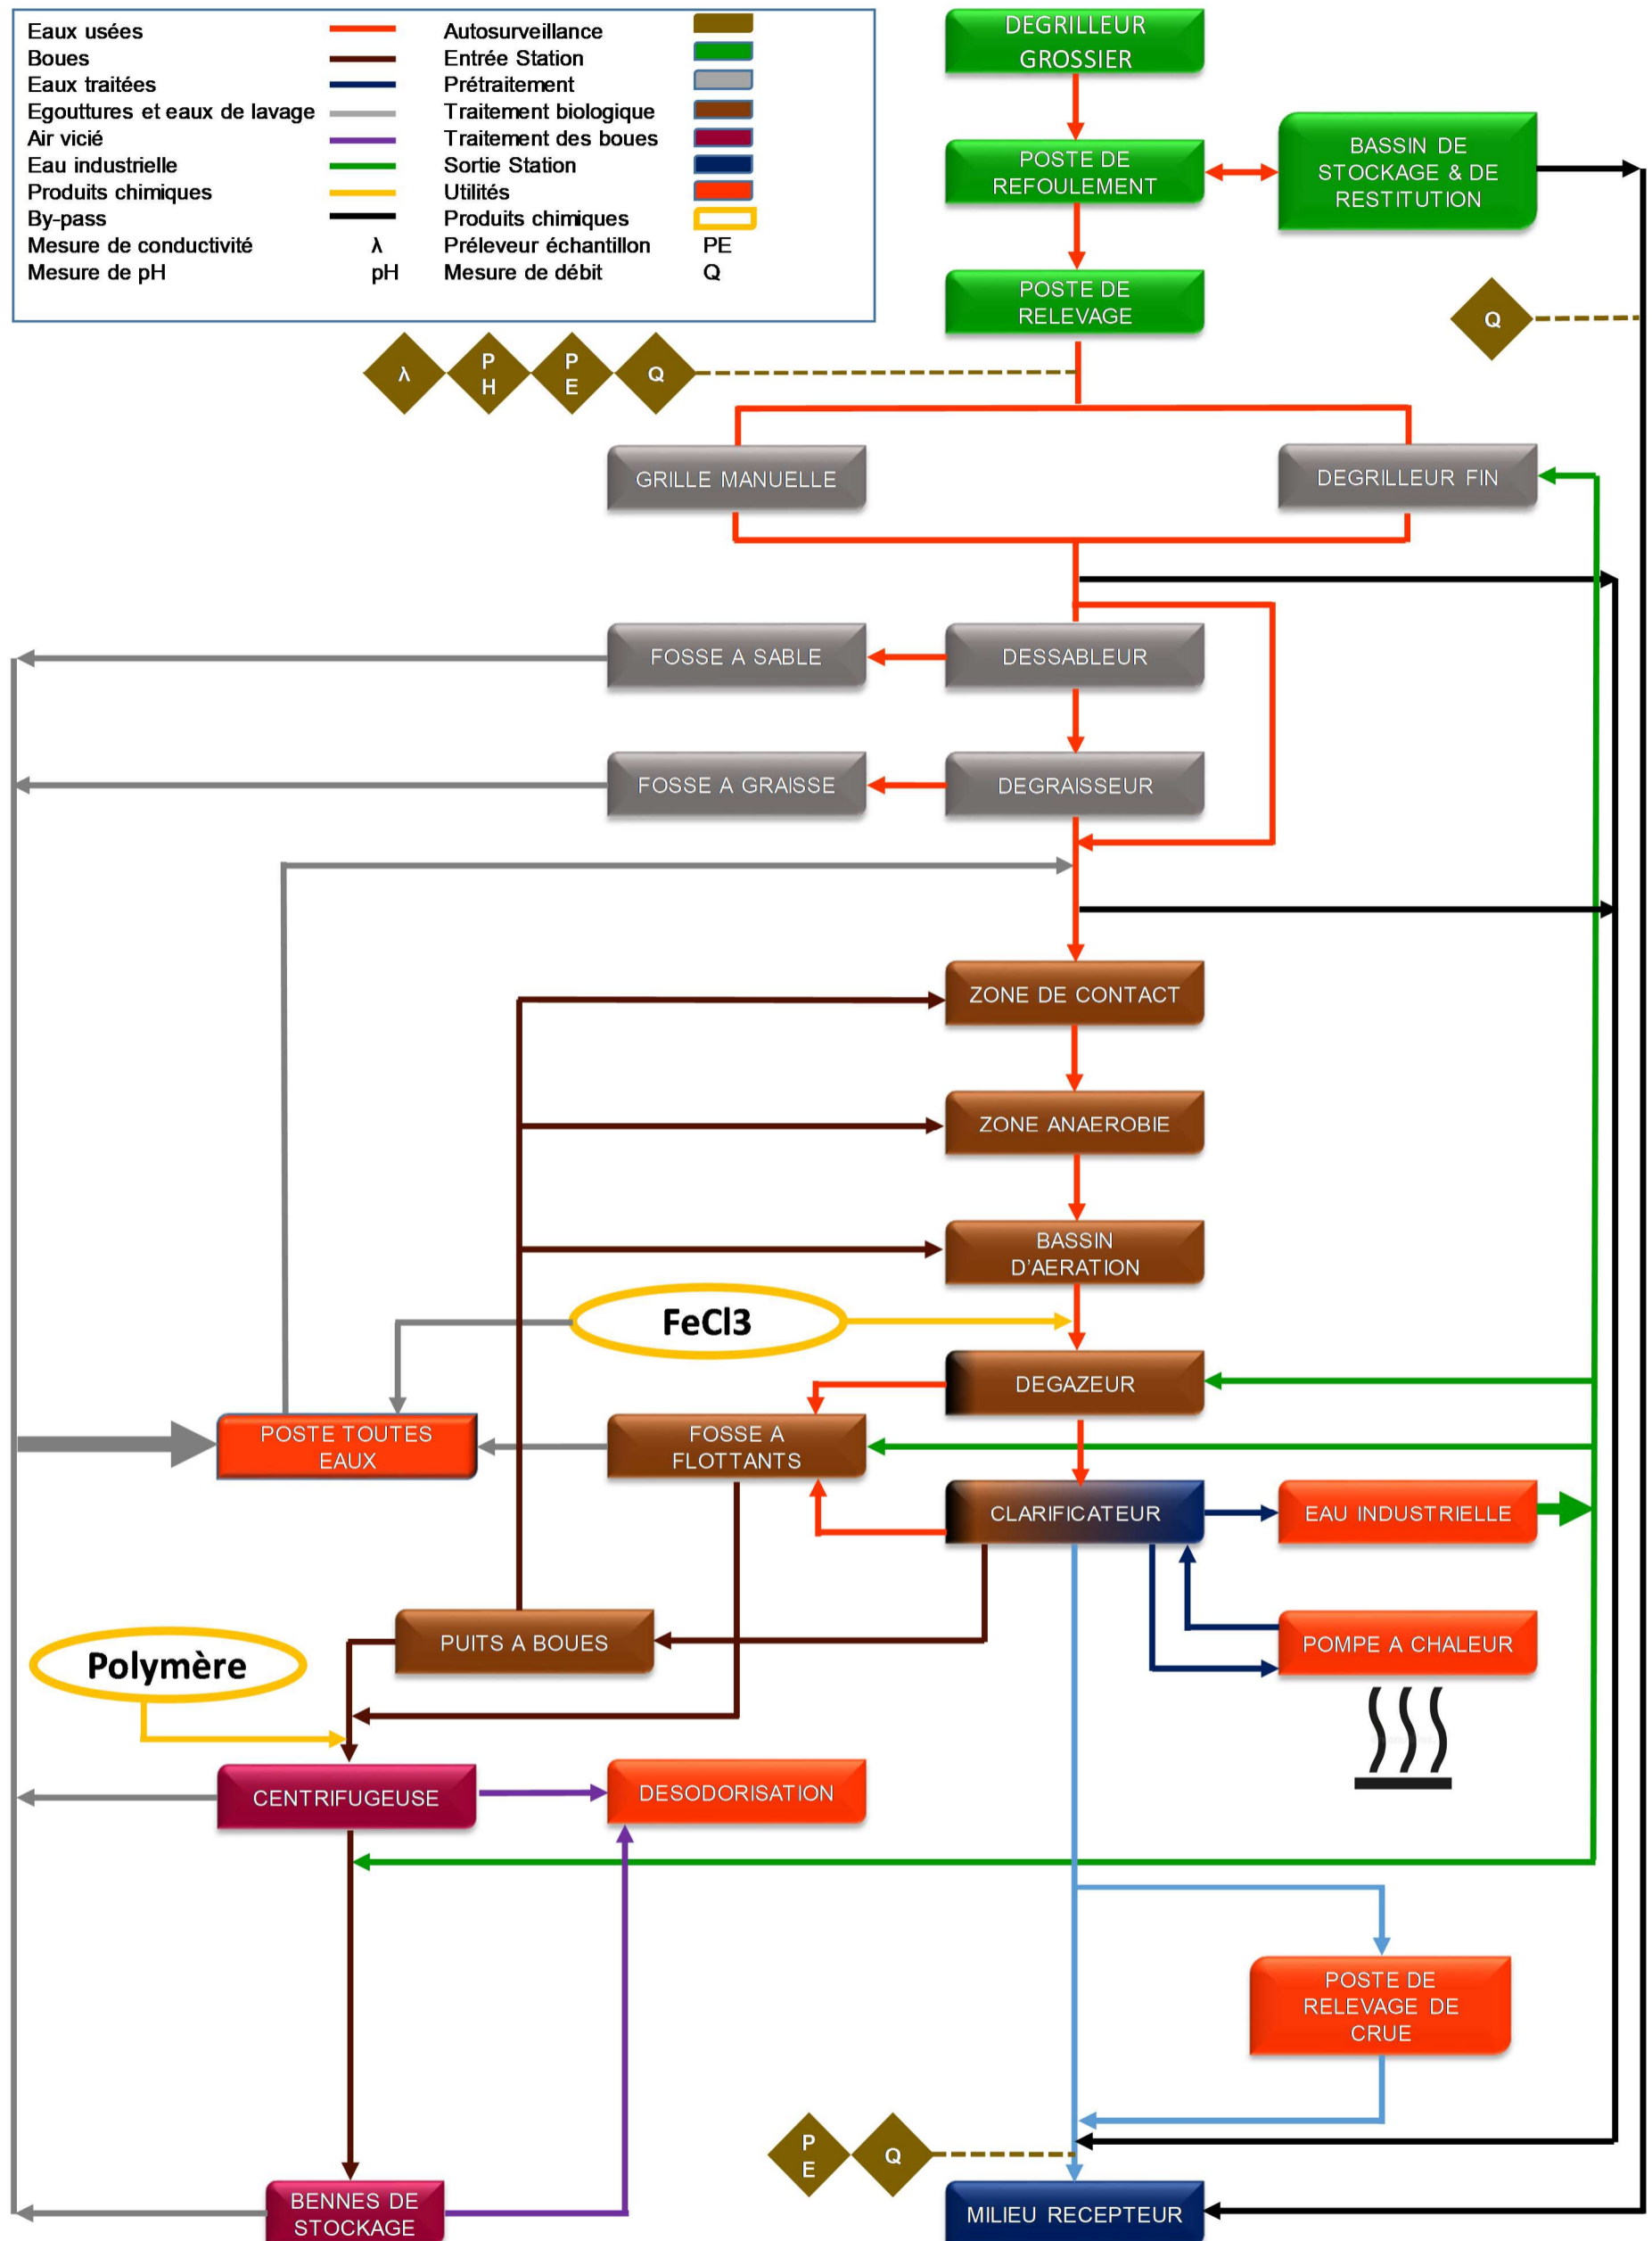 Eaux usées
Boues
Eaux traitées
Egouttures et eaux de lavage
Air vicié
Eau industrielle
Produits chimiques
By-pass
Mesure de conductivité λ
Mesure de pH pH
Autosurveillance
Entrée Station
Prétraitement
Traitement biologique
Traitement des boues
Sortie Station
Utilités
Produits chimiques
Préleveur échantillon PE
Mesure de débit Q
DEGRILLEUR
GROSSIER
POSTE DE
REFOULEMENT
BASSIN DE
STOCKAGE & DE
RESTITUTION
POSTE DE
RELEVAGE
Q
λ
P
H
P
E
Q
GRILLE MANUELLE
DEGRILLEUR FIN
FOSSE A SABLE
DESSABLEUR
FOSSE A GRAISSE
DEGRAISSEUR
ZONE DE CONTACT
ZONE ANAEROBIE
BASSIN
D'AERATION
FeCl3
DEGAZEUR
POSTE TOUTES
EAUX
FOSSE A
FLOTTANTS
CLARIFICATEUR
EAU INDUSTRIELLE
PUITS A BOUES
POMPE A CHALEUR
Polymère
CENTRIFUGEUSE
DESODORISATION
POSTE DE
RELEVAGE DE
CRUE
P
E
Q
BENNES DE
STOCKAGE
MILIEU RECEPTEUR